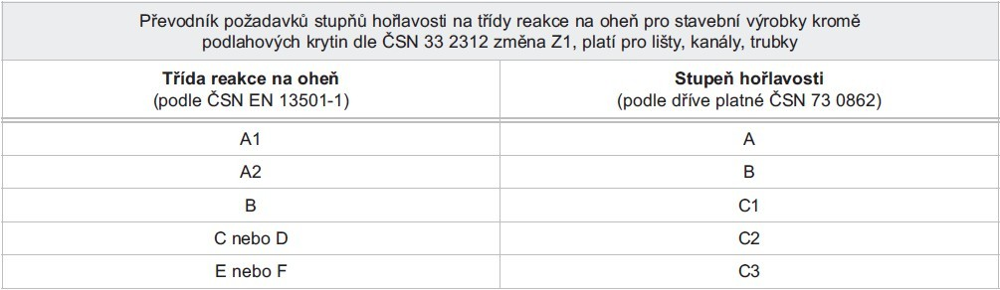 Převodník požadavků stupňů hořlavosti na třídy reakce na oheň pro stavební výrobky kromě
podlahových krytin dle ČSN 33 2312 změna Z1, platí pro lišty, kanály, trubky
Třída reakce na oheň
(podle ČSN EN 13501-1)
Stupeň hořlavosti
(podle dříve platné ČSN 73 0862)
A1 A
A2 B
B C1
C nebo D C2
E nebo F C3